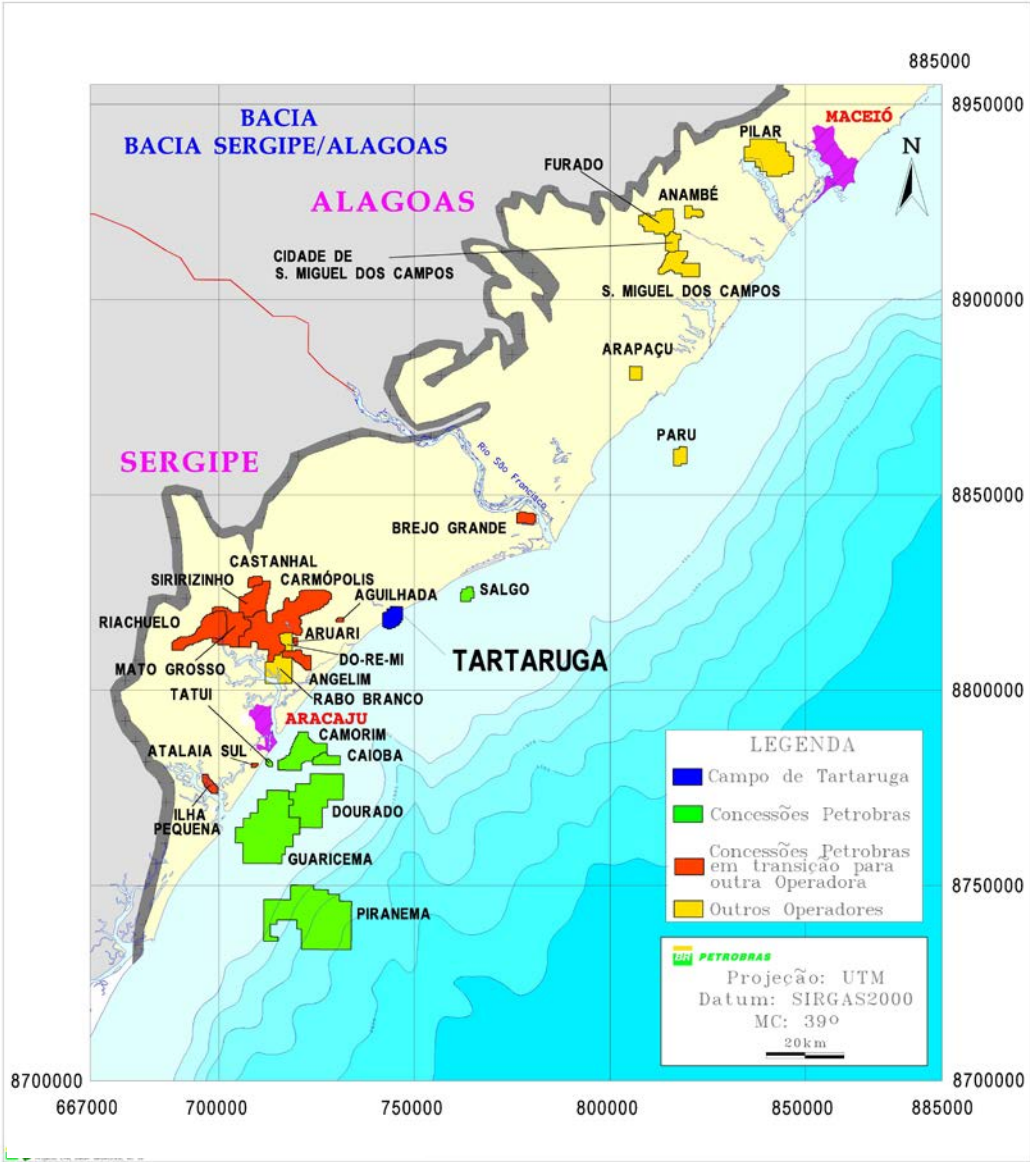 885000
8950000
BACIA
BACIA SERGIPE/ALAGOAS
MACEIÓ
PILAR
N
FURADO
ANAMBÉ
ALAGOAS
CIDADE DE
S. MIGUEL DOS CAMPOS
S. MIGUEL DOS CAMPOS
8900000
ARAPAÇU
PARU
SERGIPE
Rio São Francisco
8850000
BREJO GRANDE
CASTANHAL
SIRIRIZINHO
CARMÓPOLIS
AGUILHADA
SALGO
RIACHUELO
ARUARI
DO-RE-MI
TARTARUGA
MATO GROSSO
ANGELIM
TATUI
RABO BRANCO
8800000
ARACAJU
CAMORIM
ATALAIA SUL
CAIOBA
ILHA
PEQUENA
DOURADO
GUARICEMA
PIRANEMA
LEGENDA
Campo de Tartaruga
Concessões Petrobras
Concessões Petrobras
em transição para
outra Operadora
Outros Operadores
8750000
BR PETROBRAS
Projeção: UTM
Datum: SIRGAS2000
MC: 39º
20km
8700000
8700000
667000
700000
750000
800000
850000
885000